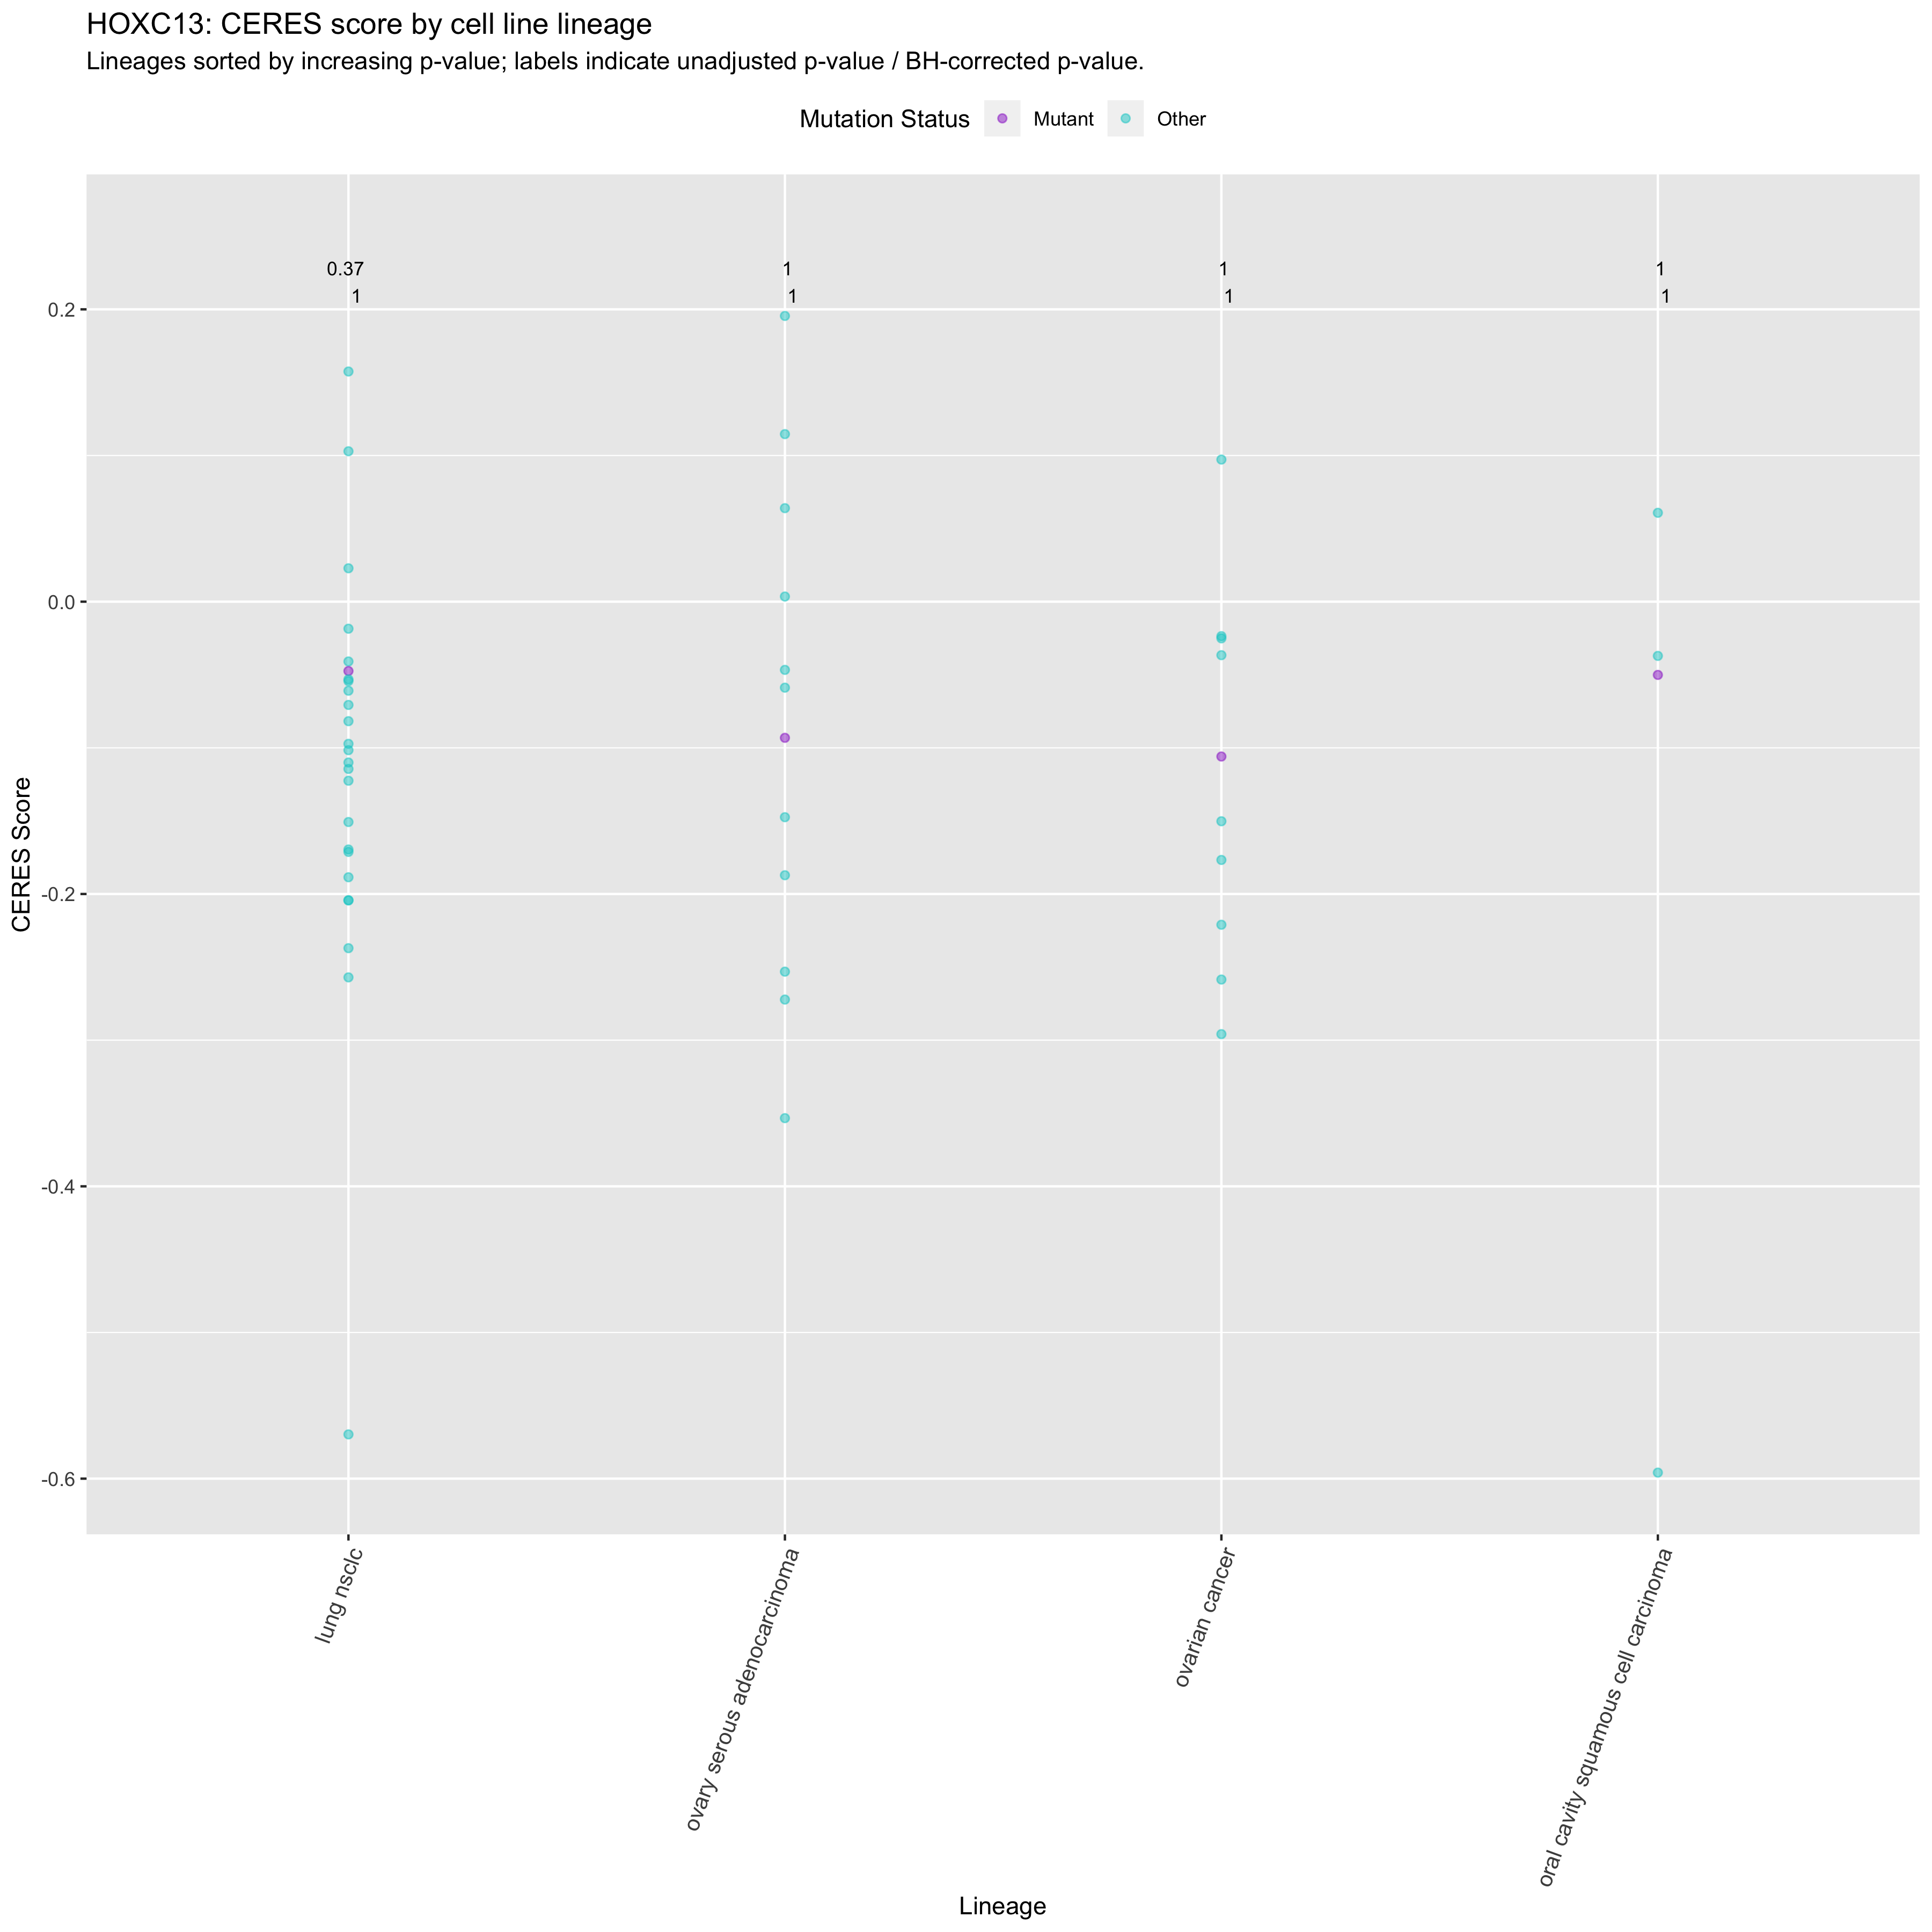 HOXC13: CERES score by cell line lineage
Lineages sorted by increasing p-value; labels indicate unadjusted p-value / BH-corrected p-value.
Mutation Status Mutant Other
0.37 1 1 1
1 1 1 1
0.2
0.0
-0.2
-0.4
-0.6
CERES Score
lung nsclc
ovary serous adenocarcinoma
ovarian cancer
oral cavity squamous cell carcinoma
Lineage